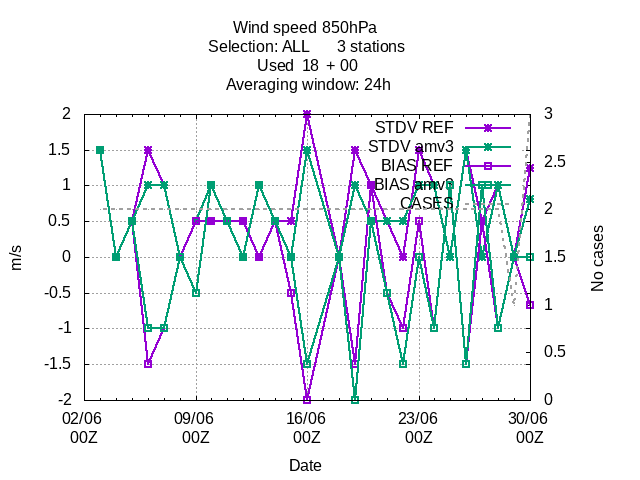 Wind speed 850hPa
Selection: ALL 3 stations
Used 18 + 00
Averaging window: 24h
STDV REF
STDV amv3
BIAS REF
BIAS amv3
CASES
m/s
2
1.5
1
0.5
0
-0.5
-1
-1.5
-2
No cases
3
2.5
2
1.5
1
0.5
0
02/06 09/06 16/06 23/06 30/06
00Z 00Z 00Z 00Z 00Z
Date